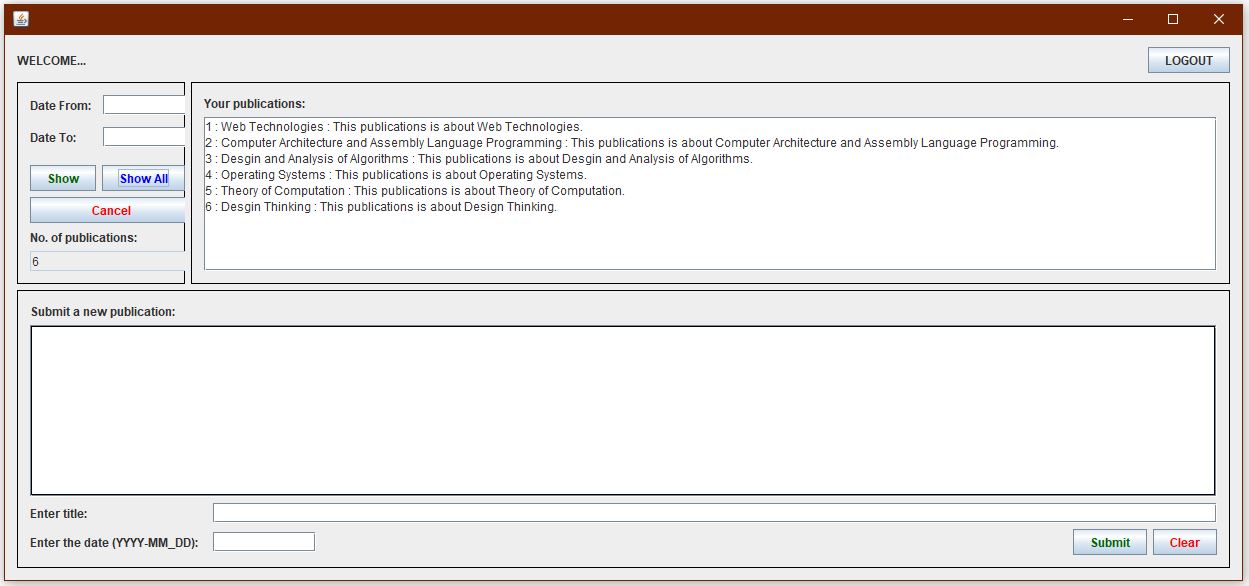 WELCOME...
LOGOUT
Date From:
Date To:
Show
Show All
Cancel
No. of publications:
6
Your publications:
1 : Web Technologies : This publications is about Web Technologies.
2 : Computer Architecture and Assembly Language Programming : This publications is about Computer Architecture and Assembly Language Programming.
3 : Desgin and Analysis of Algorithms : This publications is about Desgin and Analysis of Algorithms.
4 : Operating Systems : This publications is about Operating Systems.
5 : Theory of Computation : This publications is about Theory of Computation.
6 : Desgin Thinking : This publications is about Design Thinking.
Submit a new publication:
Enter title:
Enter the date (YYYY-MM_DD):
Submit
Clear